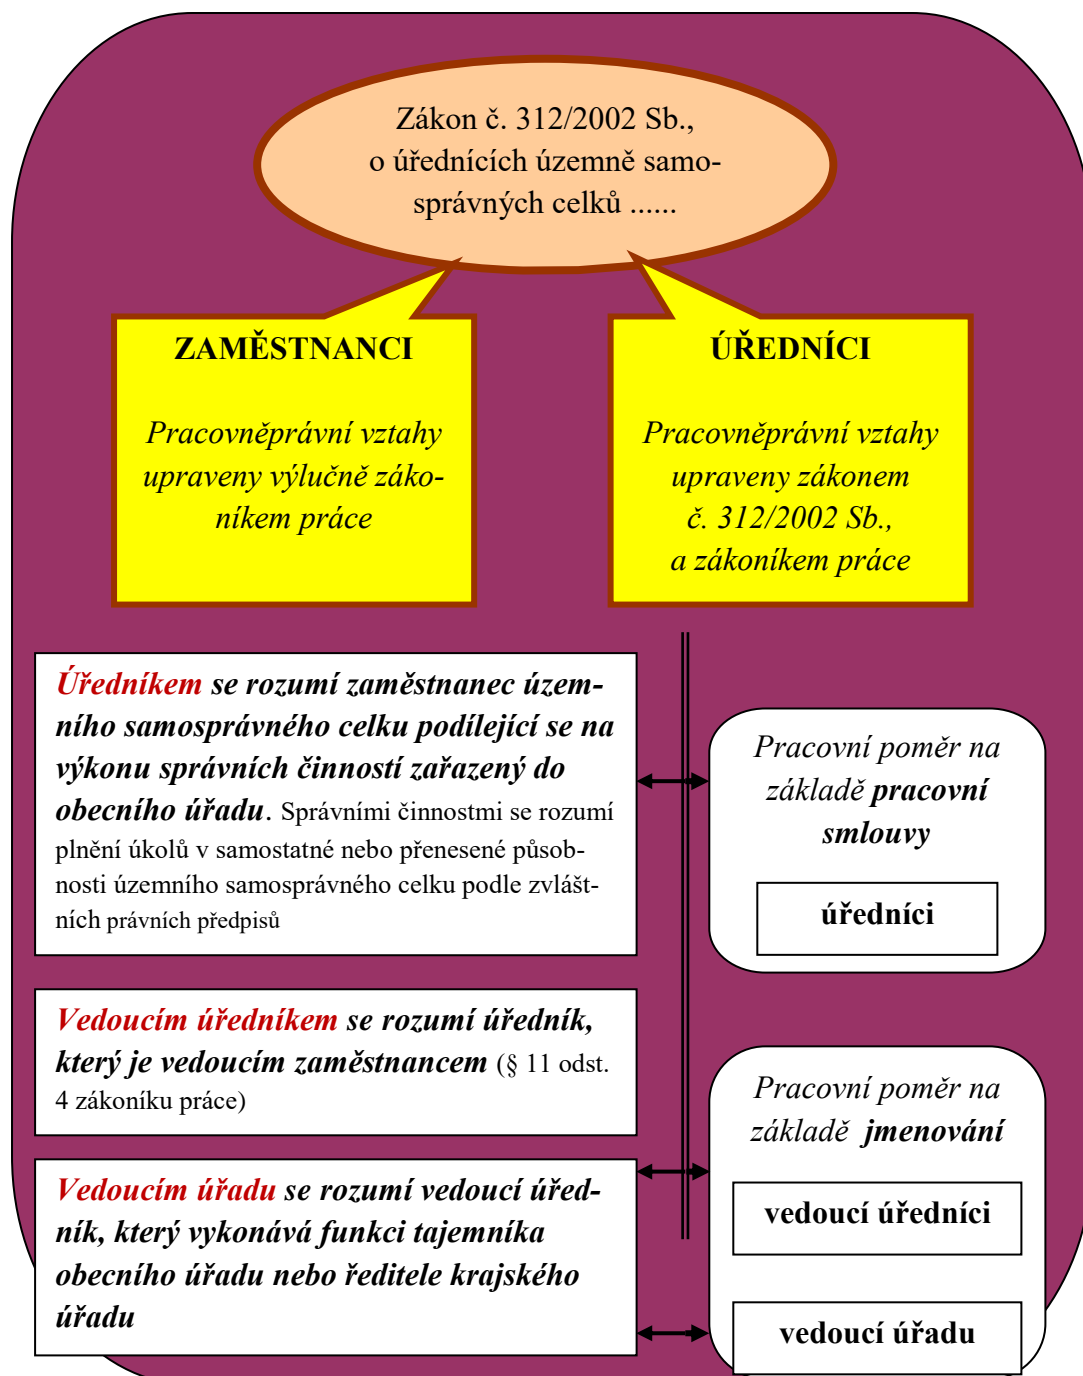 Zákon č. 312/2002 Sb.,
o úřednících územně samo-
správných celků ......
ZAMĚSTNANCI
Pracovněprávní vztahy
upraveny výlučně záko-
níkem práce
ÚŘEDNÍCI
Pracovněprávní vztahy
upraveny zákonem
č. 312/2002 Sb.,
a zákoníkem práce
Úředníkem se rozumí zaměstnanec územ-
ního samosprávného celku podílející se na
výkonu správních činností zařazený do
obecního úřadu. Správními činnostmi se rozumí
plnění úkolů v samostatné nebo přenesené působ-
nosti územního samosprávného celku podle zvlášt-
ních právních předpisů
Pracovní poměr na
základě pracovní
smlouvy
úředníci
Vedoucím úředníkem se rozumí úředník,
který je vedoucím zaměstnancem (§ 11 odst.
4 zákoníku práce)
Vedoucím úřadu se rozumí vedoucí úřed-
ník, který vykonává funkci tajemníka
obecního úřadu nebo ředitele krajského
úřadu
Pracovní poměr na
základě jmenování
vedoucí úředníci
vedoucí úřadu